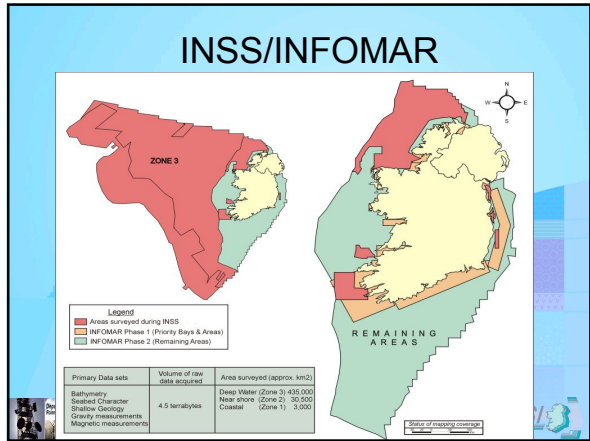 INSS/INFOMAR
N
W E
S
ZONE 3
Legend
Areas surveyed during INSS
INFOMAR Phase 1 (Priority Bays & Areas)
INFOMAR Phase 2 (Remaining Areas)
REMAINING
AREAS
Primary Data sets
Volume of raw
data acquired
Area surveyed (approx. km2)
Bathymetry
Seabed Character
Shallow Geology
Gravity measurements
Magnetic measurements
4.5 terrabytes
Deep Water (Zone 3) 435,000
Near shore (Zone 2) 30,500
Coastal (Zone 1) 3,000
Status of mapping coverage